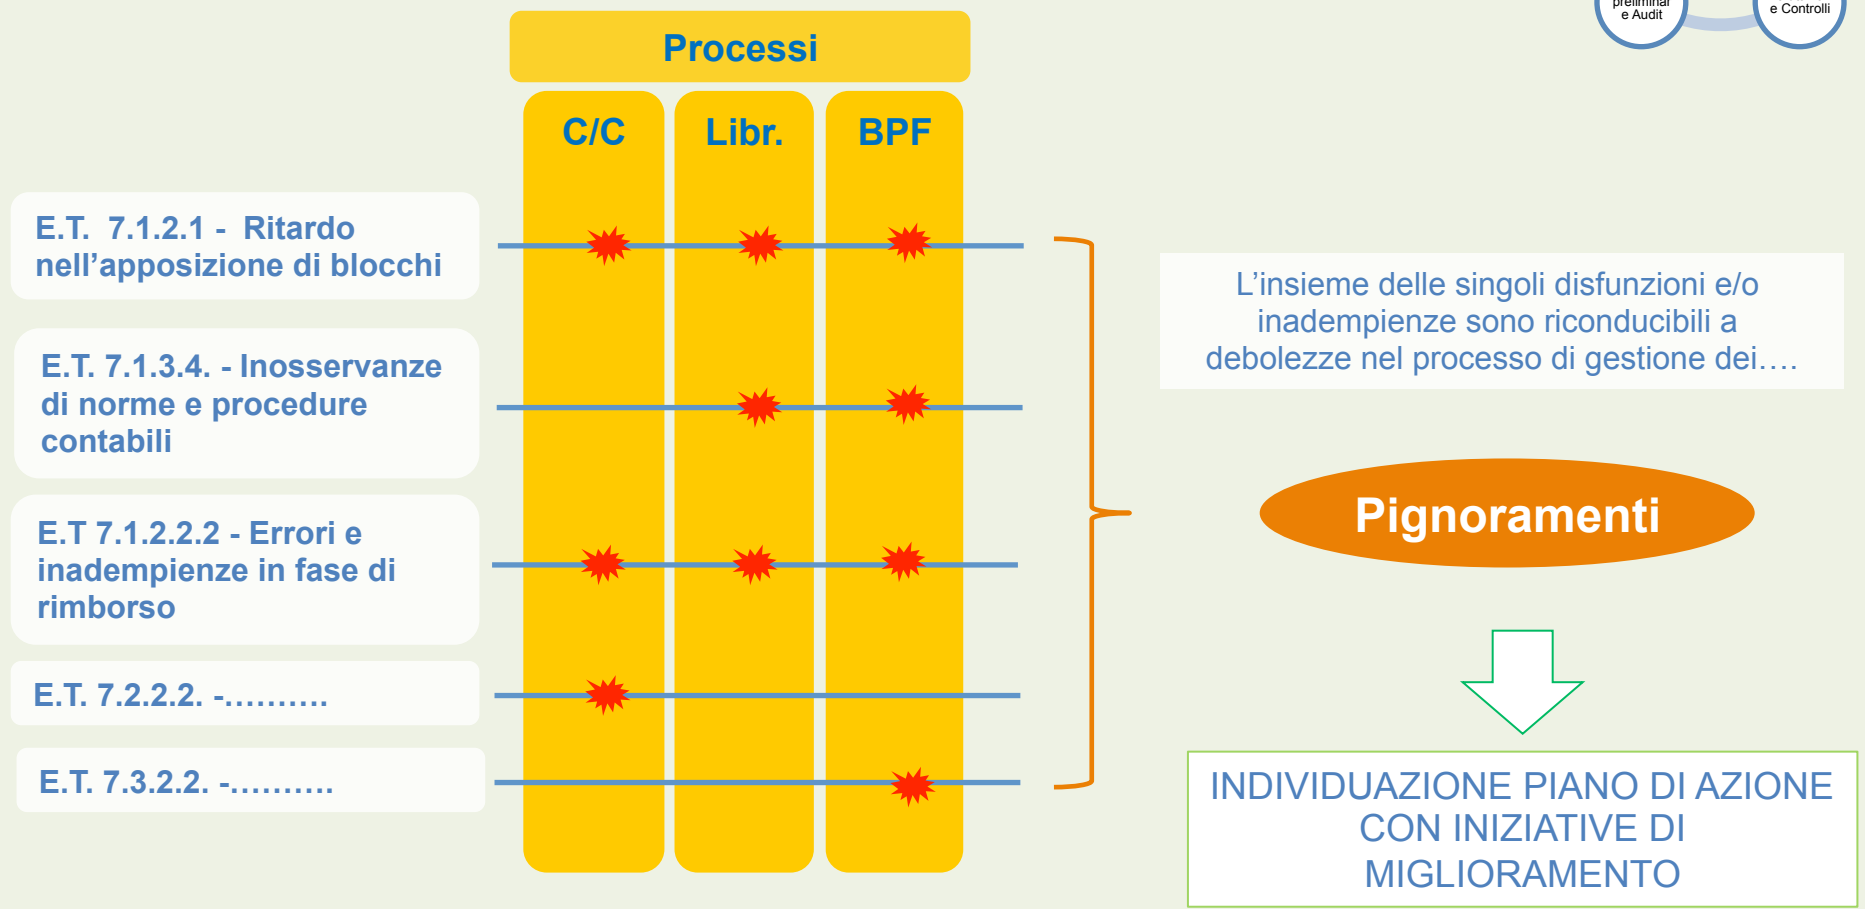 preliminar
e Audit
e Controlli
Processi
C/C
Libr.
BPF
E.T. 7.1.2.1 - Ritardo
nell’apposizione di blocchi
E.T. 7.1.3.4. - Inosservanze
di norme e procedure
contabili
E.T 7.1.2.2.2 - Errori e
inadempienze in fase di
rimborso
E.T. 7.2.2.2. -……….
E.T. 7.3.2.2. -……….
L’insieme delle singoli disfunzioni e/o
inadempienze sono riconducibili a
debolezze nel processo di gestione dei….
Pignoramenti
INDIVIDUAZIONE PIANO DI AZIONE
CON INIZIATIVE DI
MIGLIORAMENTO